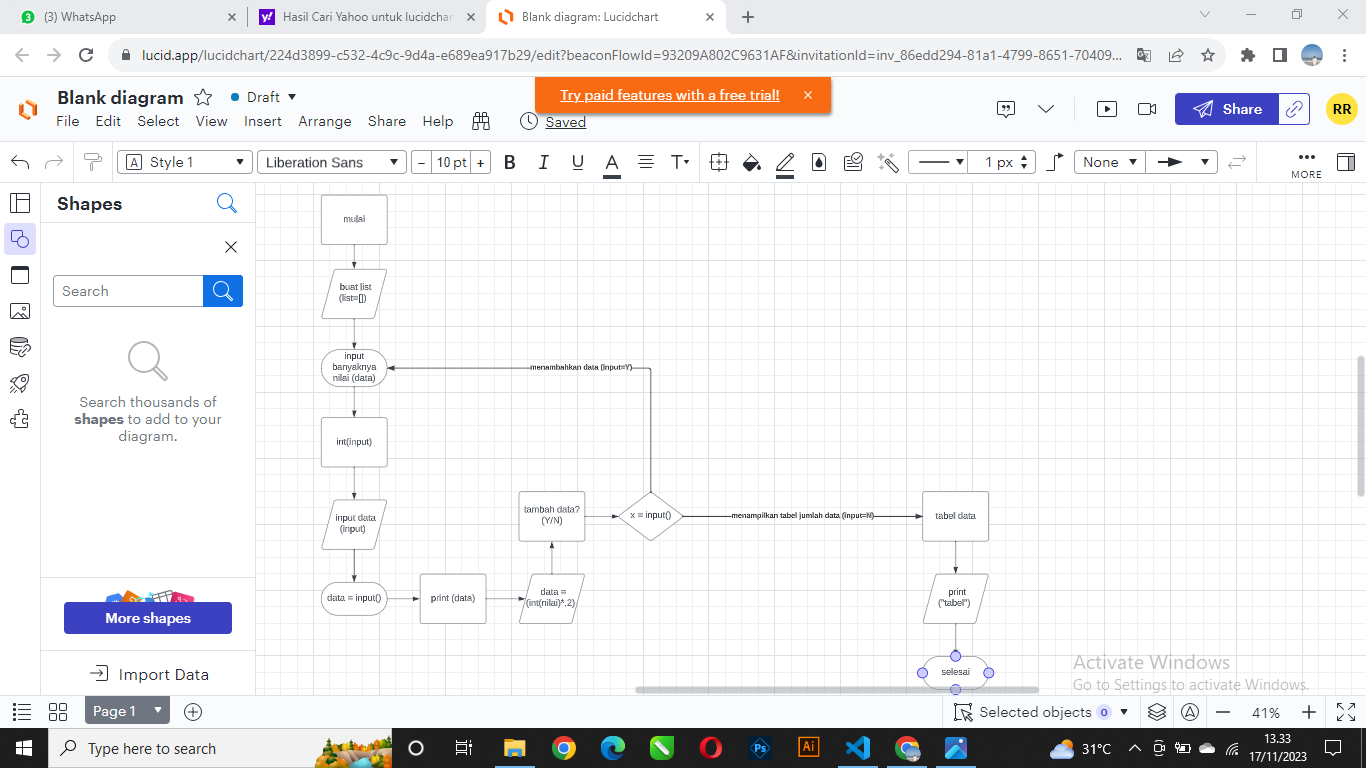 (3) WhatsApp
Hasil Cari Yahoo untuk lucidchar
Blank diagram: Lucidchart
lucid.app/lucidchart/224d3899-c532-4c9c-9d4a-e689ea917b29/edit?beaconFlowId=93209A802C9631AF&invitationId=inv_86edd294-81a1-4799-8651-70409...
Blank diagram
Draft
Try paid features with a free trial!
Share
RR
File Edit Select View Insert Arrange Share Help
Saved
Style 1
Liberation Sans
10 pt
1 px
None
MORE
Shapes
Search
Search thousands of
shapes to add to your
diagram.
More shapes
Import Data
mulai
buat list
(list=[])
input
banyaknya
nilai (data)
menambahkan data (input=Y)
int(input)
input data
(input)
data = input()
print (data)
data =
(int(nilai)*,2)
tambah data?
(Y/N)
x = input()
menampilkan tabel jumlah data (input=N)
tabel data
print
("tabel")
selesai
Activate Windows
Go to Settings to activate Windows.
Page 1
Selected objects 0
41%
Type here to search
Ps
Ai
31°C
13.33
17/11/2023